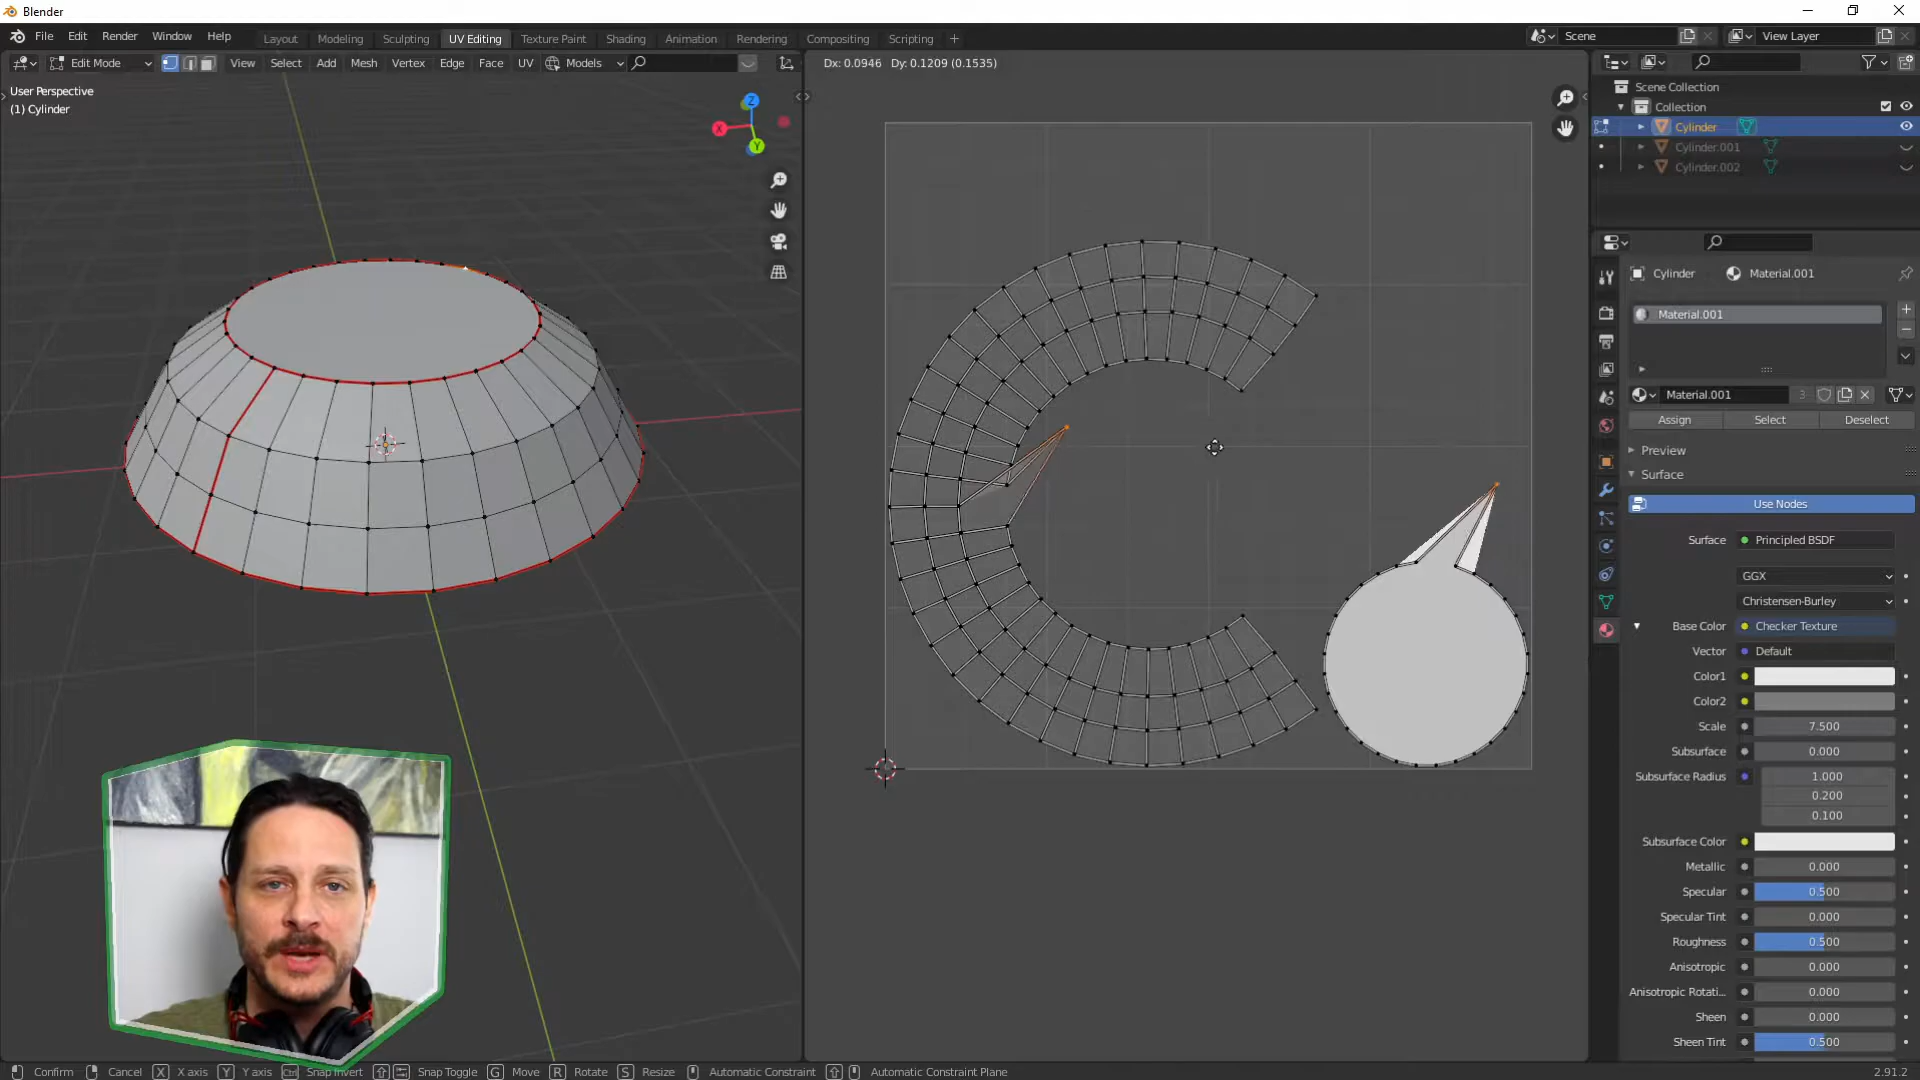 Blender
File Edit Render Window Help
Layout Modeling Sculpting UV Editing Texture Paint Shading Animation Rendering Compositing Scripting +
Scene
View Layer
Edit Mode
View Select Add Mesh Vertex Edge Face UV Models
Dx: 0.0946 Dy: 0.1209 (0.1535)
User Perspective
(1) Cylinder
Z
X
Y
Scene Collection
Collection
Cylinder
Cylinder.001
Cylinder.002
Cylinder Material.001
Material.001
Material.001 3
Assign Select Deselect
Preview
Surface
Use Nodes
Surface Principled BSDF
GGX
Christensen-Burley
Base Color Checker Texture
Vector Default
Color1
Color2
Scale 7.500
Subsurface 0.000
Subsurface Radius 1.000
0.200
0.100
Subsurface Color
Metallic 0.000
Specular 0.500
Specular Tint 0.000
Roughness 0.500
Anisotropic 0.000
Anisotropic Rotati... 0.000
Sheen 0.000
Sheen Tint 0.500
Confirm Cancel X X axis Y Y axis Ctrl Snap Invert Snap Toggle G Move R Rotate S Resize Automatic Constraint Automatic Constraint Plane
2.91.2